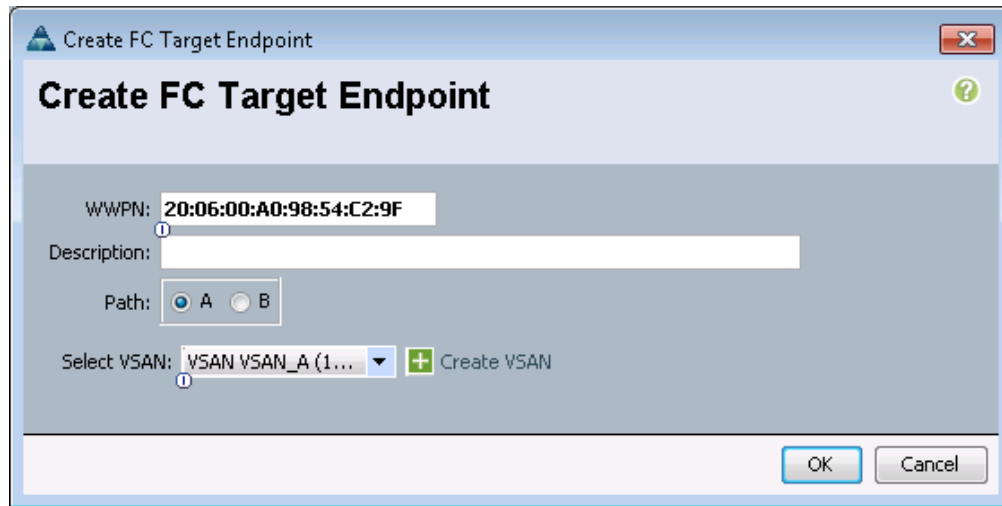 Create FC Target Endpoint
Create FC Target Endpoint
WWPN: 20:06:00:A0:98:54:C2:9F
Description:
Path: A B
Select VSAN: VSAN VSAN_A (1... Create VSAN
OK Cancel